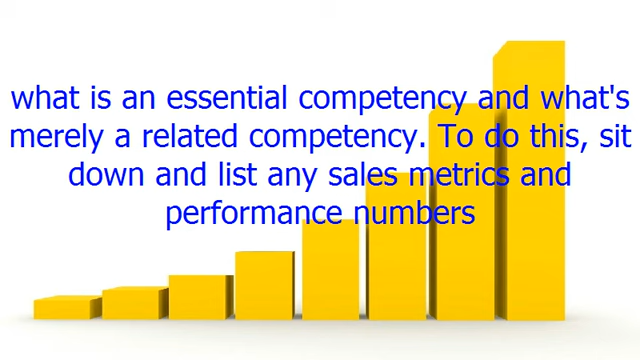 what is an essential competency and what's
merely a related competency. To do this, sit
down and list any sales metrics and
performance numbers